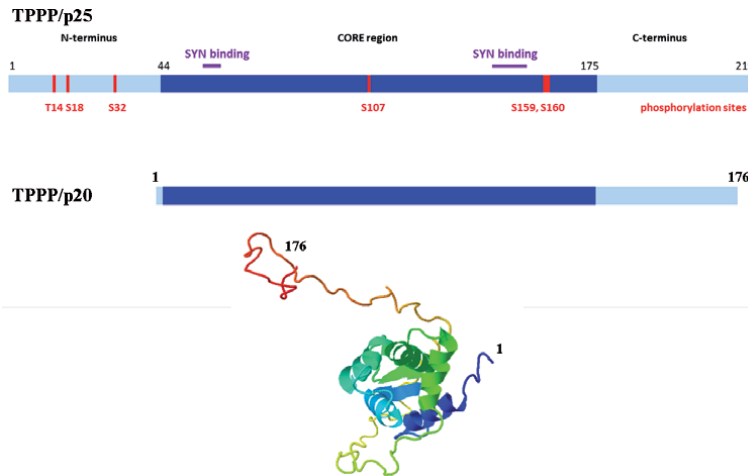 TPPP/p25
N-terminus CORE region C-terminus
SYN binding SYN binding
1 44 175 21
T14 S18 S32 S107 S159, S160 phosphorylation sites
1 176
TPPP/p20
176
1